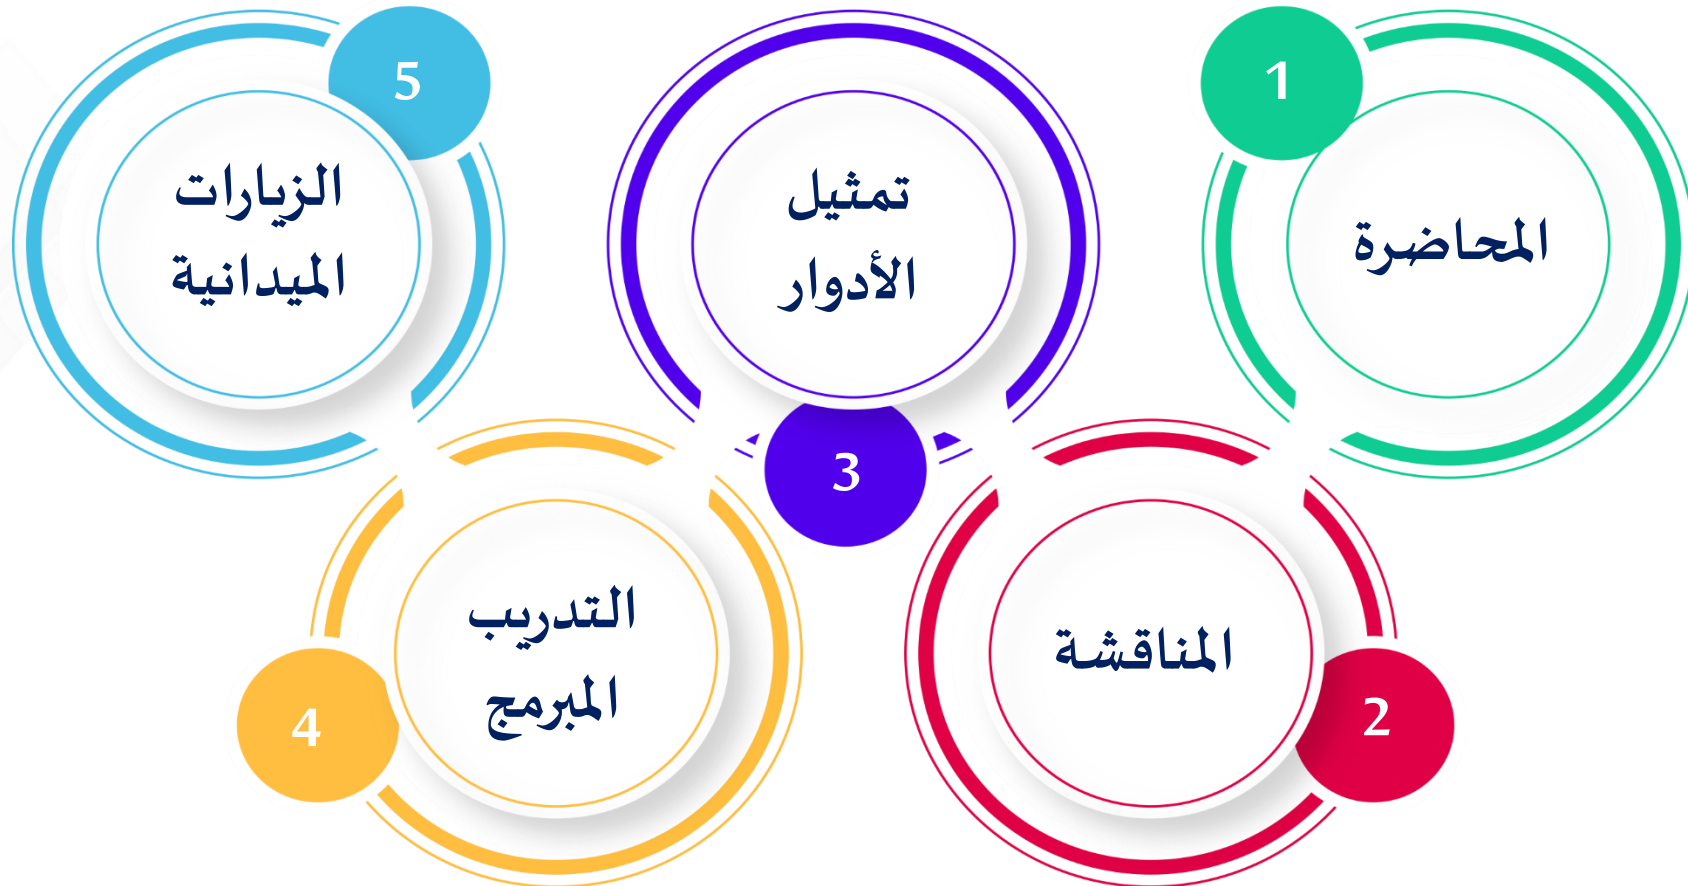 1
المحاضرة
2
المناقشة
3
تمثيل
الأدوار
4
التدريب
المبرمج
5
الزيارات
الميدانية